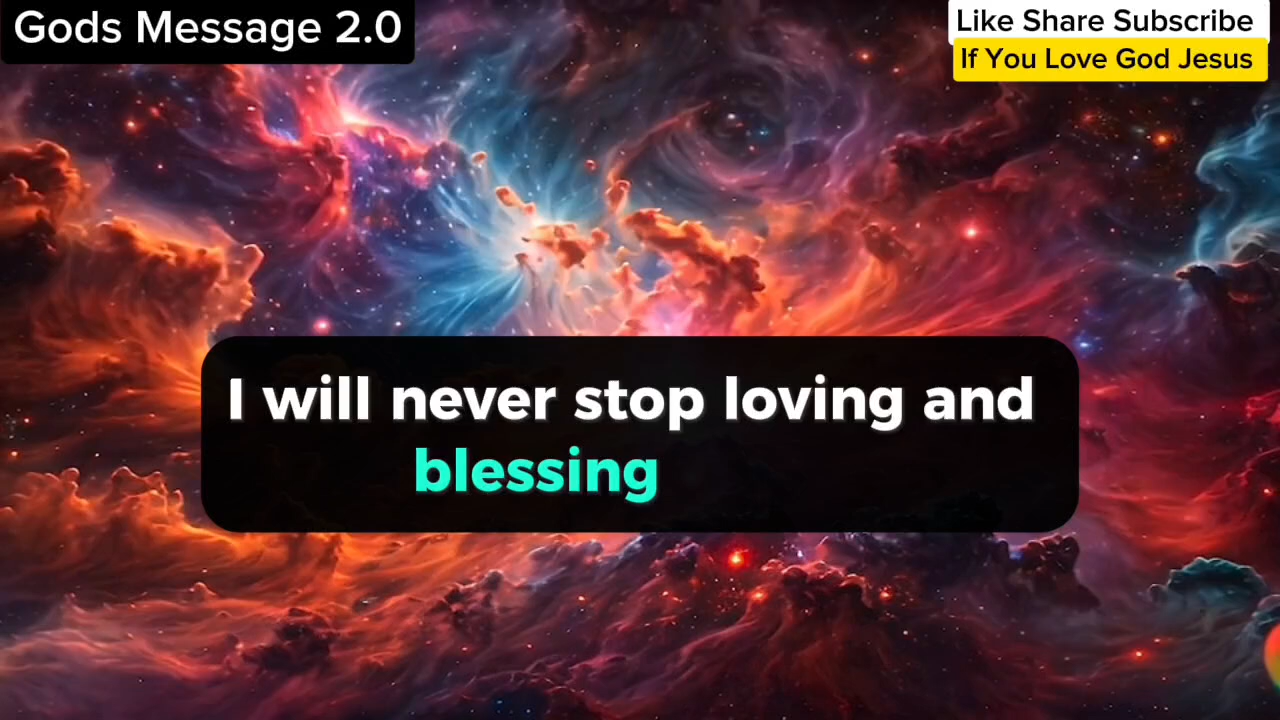 Gods Message 2.0
Like Share Subscribe
If You Love God Jesus
I will never stop loving and
blessing